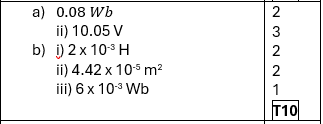 a) 0.08 Wb 2
ii) 10.05 V 3
b) i) 2 x 10⁻³ H 2
ii) 4.42 x 10⁻⁵ m² 2
iii) 6 x 10⁻³ Wb 1
T10